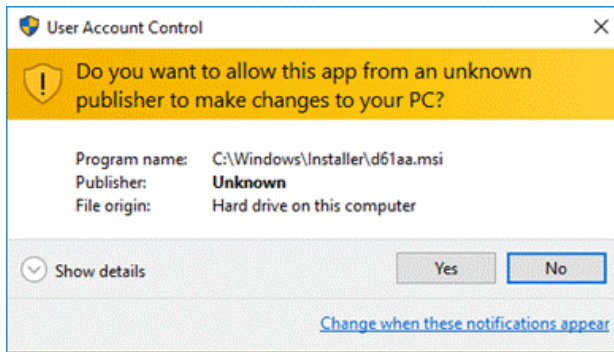 User Account Control
Do you want to allow this app from an unknown
publisher to make changes to your PC?
Program name: C:\Windows\Installer\d61aa.msi
Publisher: Unknown
File origin: Hard drive on this computer
Show details
Yes
No
Change when these notifications appear